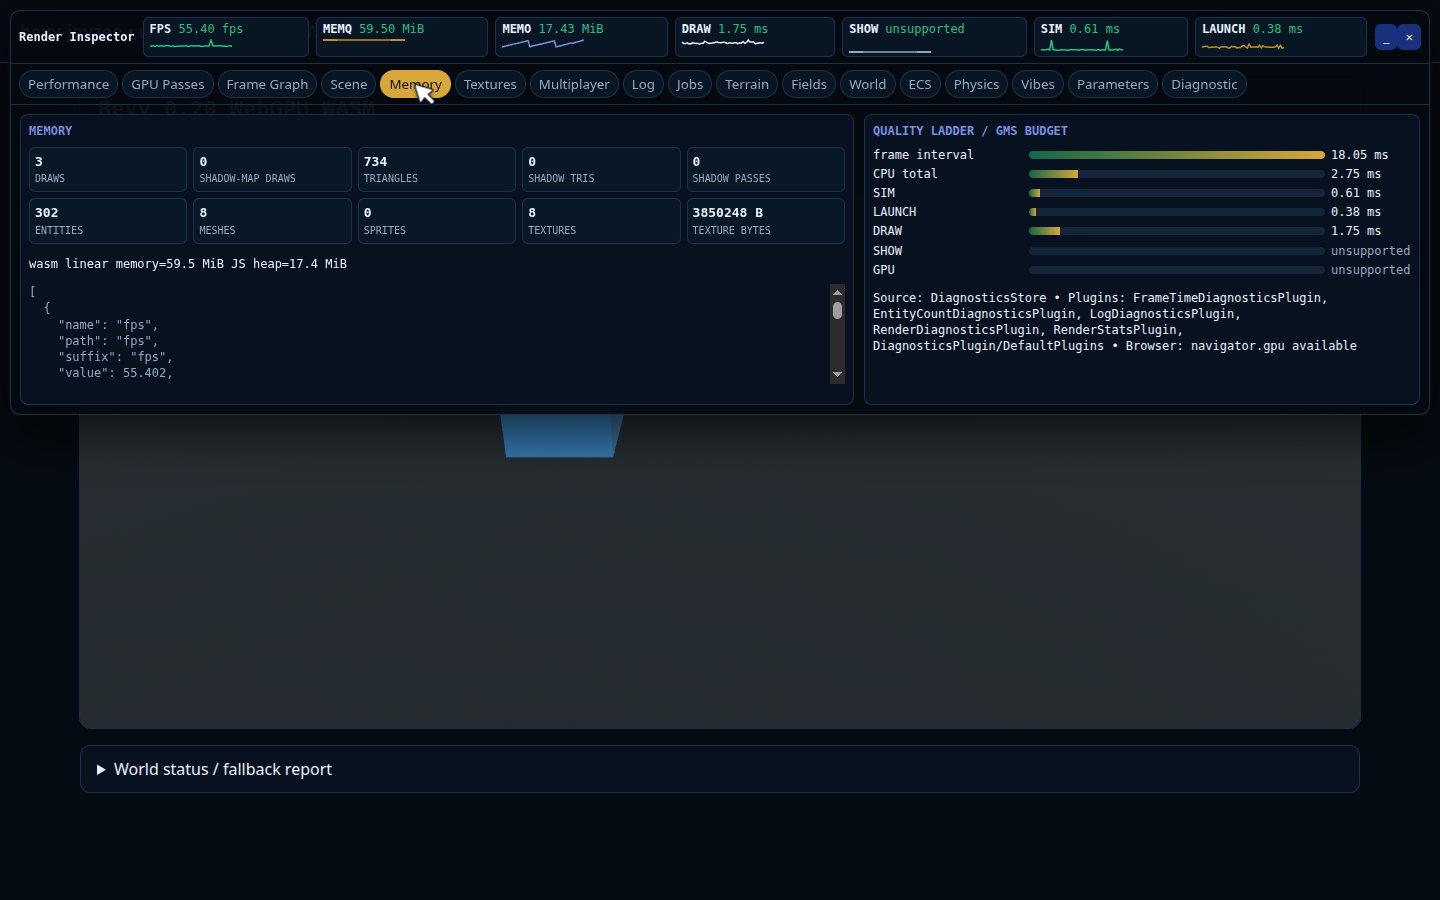 Render Inspector
FPS 55.40 fps
MEMQ 59.50 MiB
MEMO 17.43 MiB
DRAW 1.75 ms
SHOW unsupported
SIM 0.61 ms
LAUNCH 0.38 ms
_ ×
Performance GPU Passes Frame Graph Scene Memory Textures Multiplayer Log Jobs Terrain Fields World ECS Physics Vibes Parameters Diagnostic
Bevy 0.20 WebGPU WASM
MEMORY
3
DRAWS
0
SHADOW-MAP DRAWS
734
TRIANGLES
0
SHADOW TRIS
0
SHADOW PASSES
302
ENTITIES
8
MESHES
0
SPRITES
8
TEXTURES
3850248 B
TEXTURE BYTES
wasm linear memory=59.5 MiB JS heap=17.4 MiB
[
{
"name": "fps",
"path": "fps",
"suffix": "fps",
"value": 55.402,
QUALITY LADDER / GMS BUDGET
frame interval 18.05 ms
CPU total 2.75 ms
SIM 0.61 ms
LAUNCH 0.38 ms
DRAW 1.75 ms
SHOW unsupported
GPU unsupported
Source: DiagnosticsStore • Plugins: FrameTimeDiagnosticsPlugin,
EntityCountDiagnosticsPlugin, LogDiagnosticsPlugin,
RenderDiagnosticsPlugin, RenderStatsPlugin,
DiagnosticsPlugin/DefaultPlugins • Browser: navigator.gpu available
▶ World status / fallback report